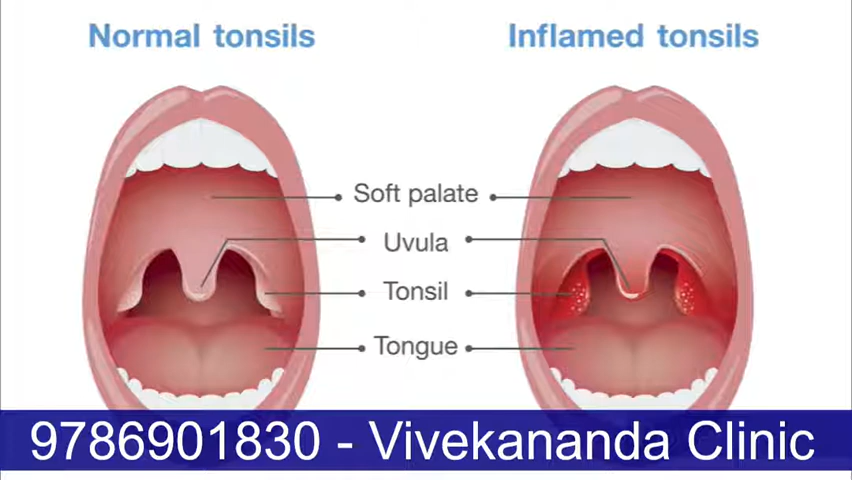 Normal tonsils
Inflamed tonsils
Soft palate
Uvula
Tonsil
Tongue
9786901830 - Vivekananda Clinic